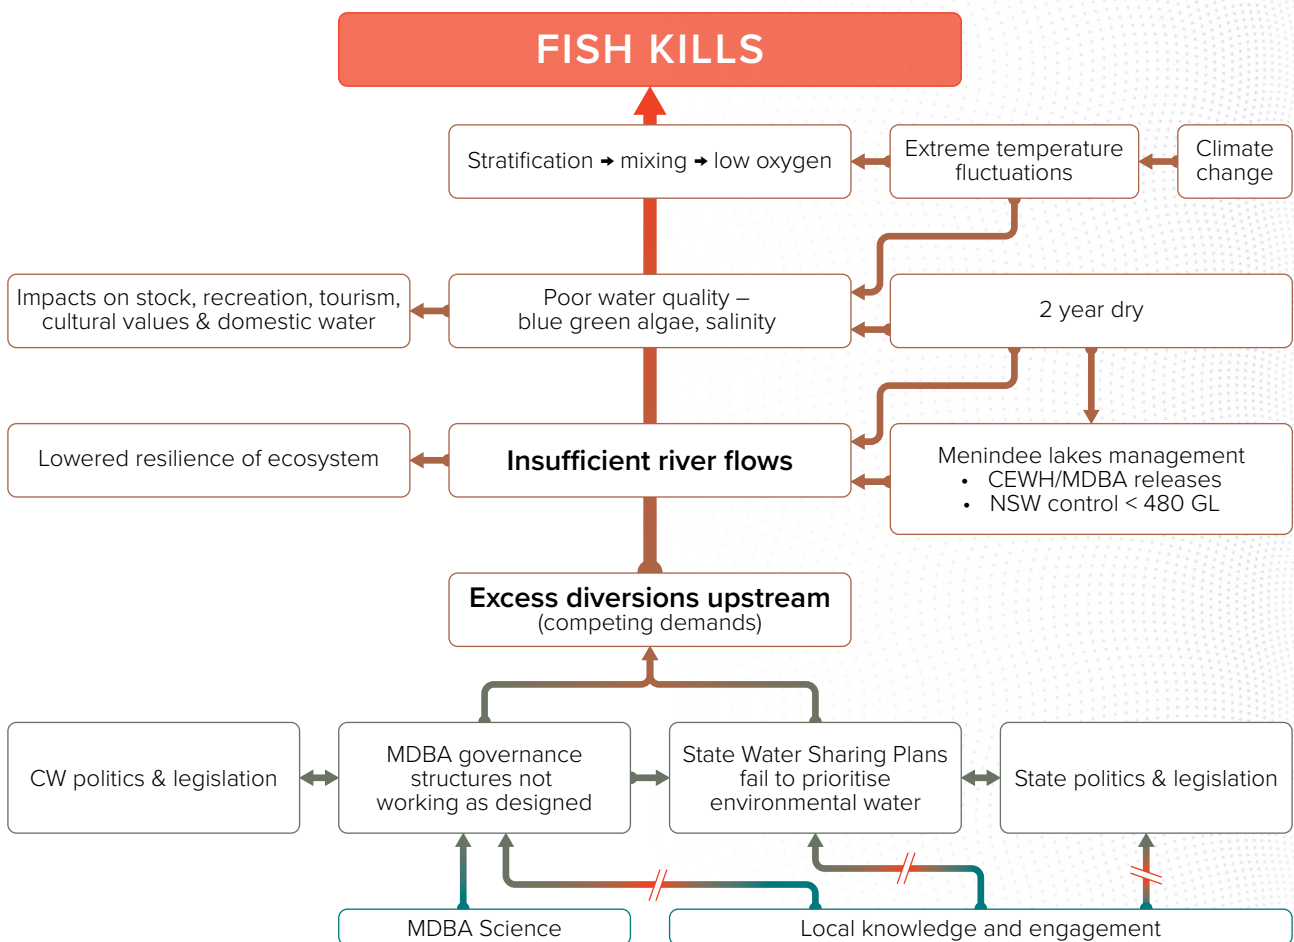 FISH KILLS
Stratification → mixing → low oxygen
Extreme temperature
fluctuations
Climate
change
Impacts on stock, recreation, tourism,
cultural values & domestic water
Poor water quality –
blue green algae, salinity
2 year dry
Lowered resilience of ecosystem
Insufficient river flows
Menindee lakes management
• CEWH/MDBA releases
• NSW control < 480 GL
Excess diversions upstream
(competing demands)
CW politics & legislation
MDBA governance
structures not
working as designed
State Water Sharing Plans
fail to prioritise
environmental water
State politics & legislation
MDBA Science
Local knowledge and engagement